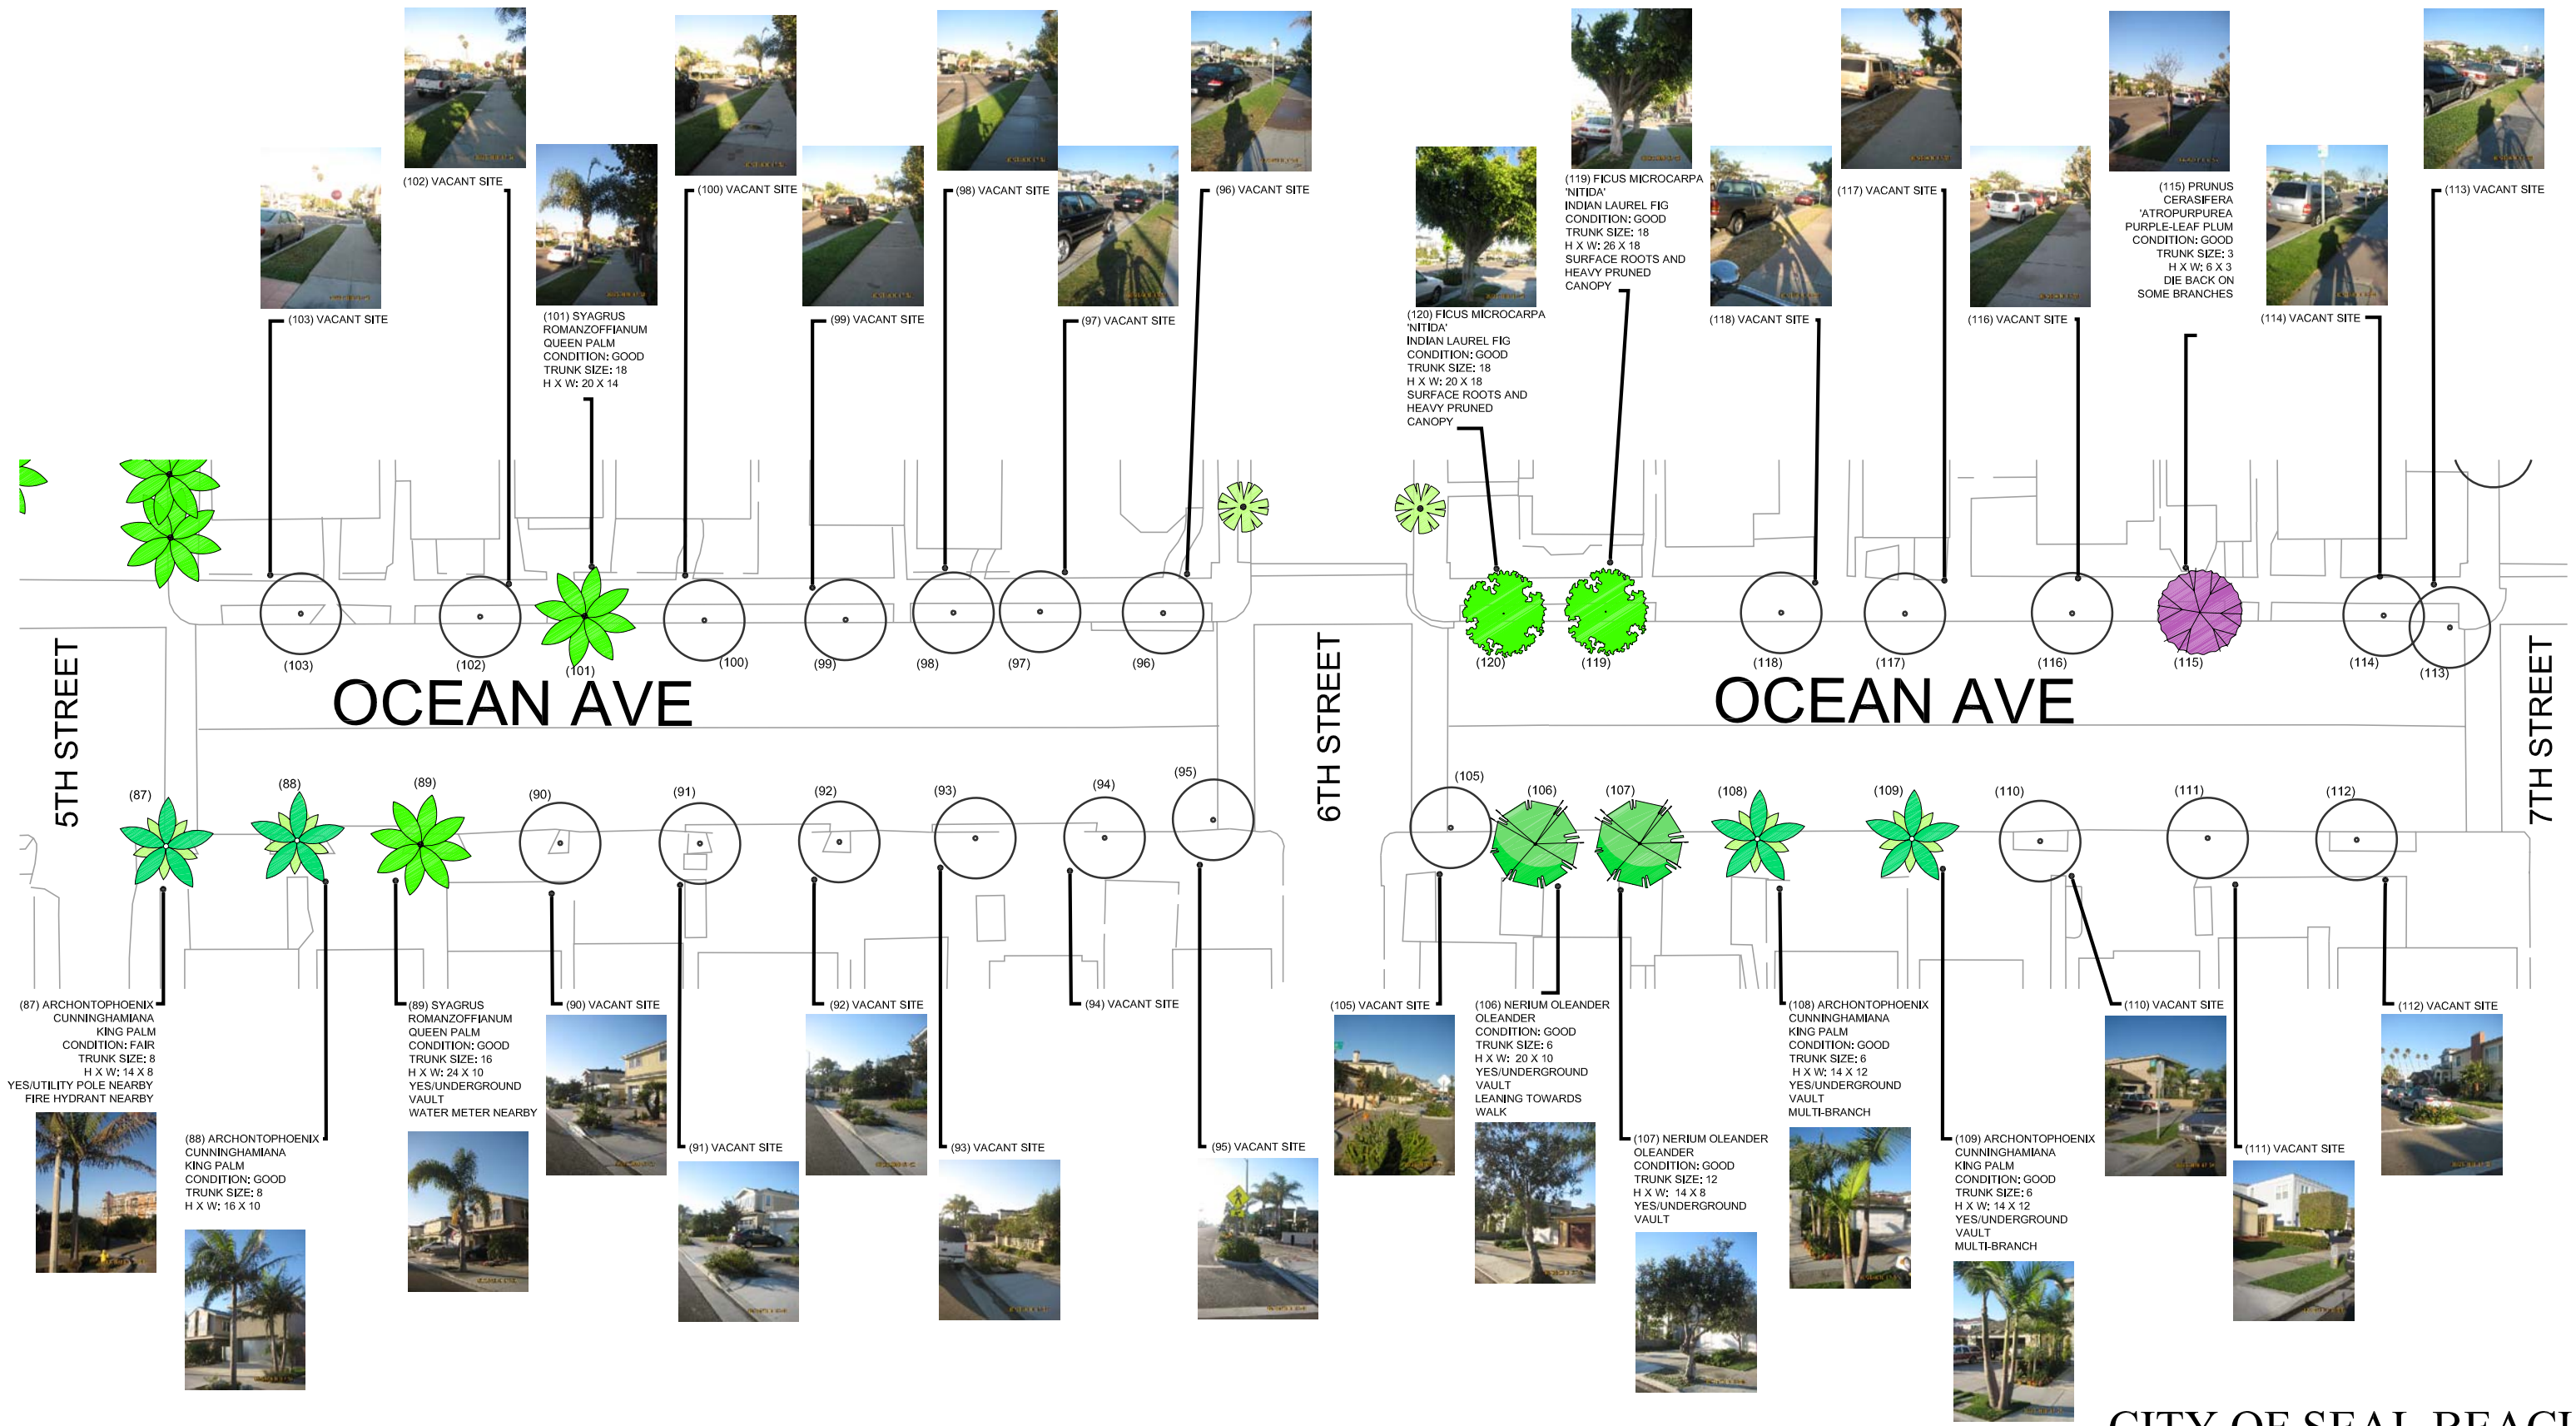 (102) VACANT SITE
(100) VACANT SITE
(98) VACANT SITE
(96) VACANT SITE
(103) VACANT SITE
(101) SYAGRUS
ROMANZOFFIANUM
QUEEN PALM
CONDITION: GOOD
TRUNK SIZE: 18
H X W: 20 X 14
(99) VACANT SITE
(97) VACANT SITE
(120) FICUS MICROCARPA
'NITIDA'
INDIAN LAUREL FIG
CONDITION: GOOD
TRUNK SIZE: 18
H X W: 20 X 18
SURFACE ROOTS AND
HEAVY PRUNED
CANOPY
(119) FICUS MICROCARPA
'NITIDA'
INDIAN LAUREL FIG
CONDITION: GOOD
TRUNK SIZE: 18
H X W: 26 X 18
SURFACE ROOTS AND
HEAVY PRUNED
CANOPY
(118) VACANT SITE
(117) VACANT SITE
(116) VACANT SITE
(115) PRUNUS
CERASIFERA
'ATROPURPUREA
PURPLE-LEAF PLUM
CONDITION: GOOD
TRUNK SIZE: 3
H X W: 6 X 3
DIE BACK ON
SOME BRANCHES
(114) VACANT SITE
(113) VACANT SITE
(103)
(102)
(101)
(100)
(99)
(98)
(97)
(96)
(120)
(119)
(118)
(117)
(116)
(115)
(114)
(113)
5TH STREET
OCEAN AVE
6TH STREET
OCEAN AVE
7TH STREET
(87)
(88)
(89)
(90)
(91)
(92)
(93)
(94)
(95)
(105)
(106)
(107)
(108)
(109)
(110)
(111)
(112)
(87) ARCHONTOPHOENIX
CUNNINGHAMIANA
KING PALM
CONDITION: FAIR
TRUNK SIZE: 8
H X W: 14 X 8
YES/UTILITY POLE NEARBY
FIRE HYDRANT NEARBY
(88) ARCHONTOPHOENIX
CUNNINGHAMIANA
KING PALM
CONDITION: GOOD
TRUNK SIZE: 8
H X W: 16 X 10
(89) SYAGRUS
ROMANZOFFIANUM
QUEEN PALM
CONDITION: GOOD
TRUNK SIZE: 16
H X W: 24 X 10
YES/UNDERGROUND
VAULT
WATER METER NEARBY
(90) VACANT SITE
(91) VACANT SITE
(92) VACANT SITE
(93) VACANT SITE
(94) VACANT SITE
(95) VACANT SITE
(105) VACANT SITE
(106) NERIUM OLEANDER
OLEANDER
CONDITION: GOOD
TRUNK SIZE: 6
H X W: 20 X 10
YES/UNDERGROUND
VAULT
LEANING TOWARDS
WALK
(107) NERIUM OLEANDER
OLEANDER
CONDITION: GOOD
TRUNK SIZE: 12
H X W: 14 X 8
YES/UNDERGROUND
VAULT
(108) ARCHONTOPHOENIX
CUNNINGHAMIANA
KING PALM
CONDITION: GOOD
TRUNK SIZE: 6
H X W: 14 X 12
YES/UNDERGROUND
VAULT
MULTI-BRANCH
(109) ARCHONTOPHOENIX
CUNNINGHAMIANA
KING PALM
CONDITION: GOOD
TRUNK SIZE: 6
H X W: 14 X 12
YES/UNDERGROUND
VAULT
MULTI-BRANCH
(110) VACANT SITE
(111) VACANT SITE
(112) VACANT SITE
CITY OF SEAL BEACH